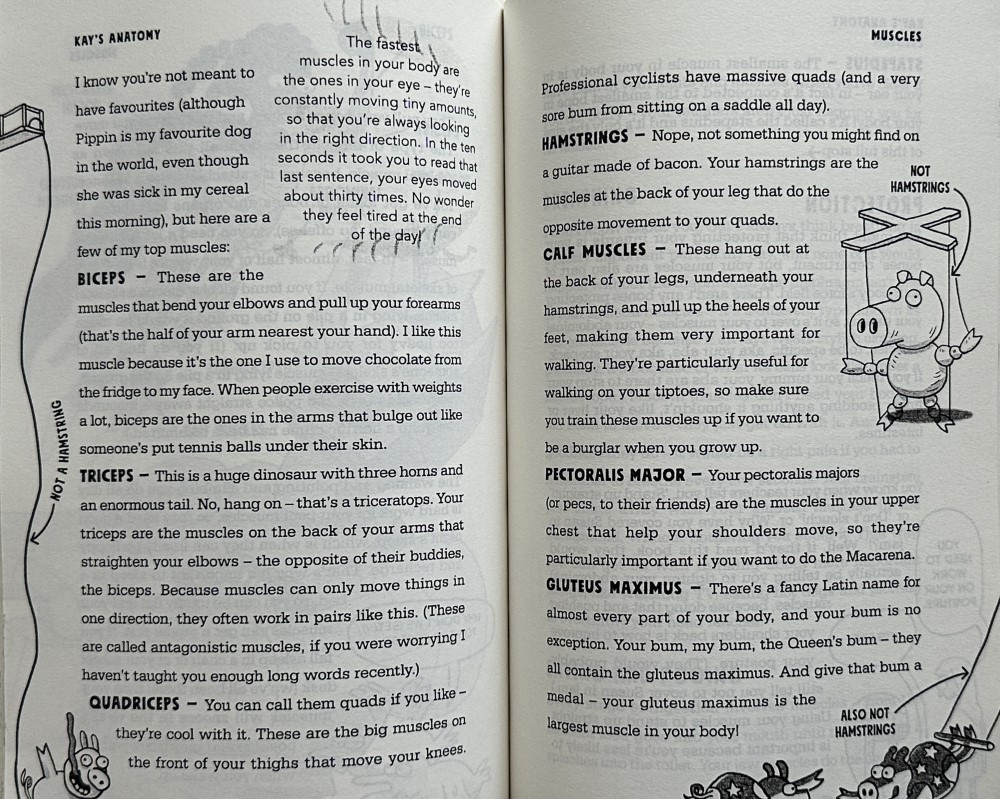 KAY'S ANATOMY
I know you're not meant to
have favourites (although
Pippin is my favourite dog
in the world, even though
she was sick in my cereal
this morning), but here are a
few of my top muscles:
The fastest
muscles in your body are
the ones in your eye – they're
constantly moving tiny amounts,
so that you're always looking
in the right direction. In the ten
seconds it took you to read that
last sentence, your eyes moved
about thirty times. No wonder
they feel tired at the end
of the day!
BICEPS – These are the
muscles that bend your elbows and pull up your forearms
(that's the half of your arm nearest your hand). I like this
muscle because it's the one I use to move chocolate from
the fridge to my face. When people exercise with weights
a lot, biceps are the ones in the arms that bulge out like
someone's put tennis balls under their skin.
TRICEPS – This is a huge dinosaur with three horns and
an enormous tail. No, hang on – that's a triceratops. Your
triceps are the muscles on the back of your arms that
straighten your elbows – the opposite of their buddies,
the biceps. Because muscles can only move things in
one direction, they often work in pairs like this. (These
are called antagonistic muscles, if you were worrying I
haven't taught you enough long words recently.)
QUADRICEPS – You can call them quads if you like –
they're cool with it. These are the big muscles on
the front of your thighs that move your knees.
NOT A HAMSTRING
MUSCLES
Professional cyclists have massive quads (and a very
sore bum from sitting on a saddle all day).
HAMSTRINGS – Nope, not something you might find on
a guitar made of bacon. Your hamstrings are the
muscles at the back of your leg that do the
opposite movement to your quads.
NOT
HAMSTRINGS
CALF MUSCLES – These hang out at
the back of your legs, underneath your
hamstrings, and pull up the heels of your
feet, making them very important for
walking. They're particularly useful for
walking on your tiptoes, so make sure
you train these muscles up if you want to
be a burglar when you grow up.
PECTORALIS MAJOR – Your pectoralis majors
(or pecs, to their friends) are the muscles in your upper
chest that help your shoulders move, so they're
particularly important if you want to do the Macarena.
GLUTEUS MAXIMUS – There's a fancy Latin name for
almost every part of your body, and your bum is no
exception. Your bum, my bum, the Queen's bum – they
all contain the gluteus maximus. And give that bum a
medal – your gluteus maximus is the
largest muscle in your body!
ALSO NOT
HAMSTRINGS